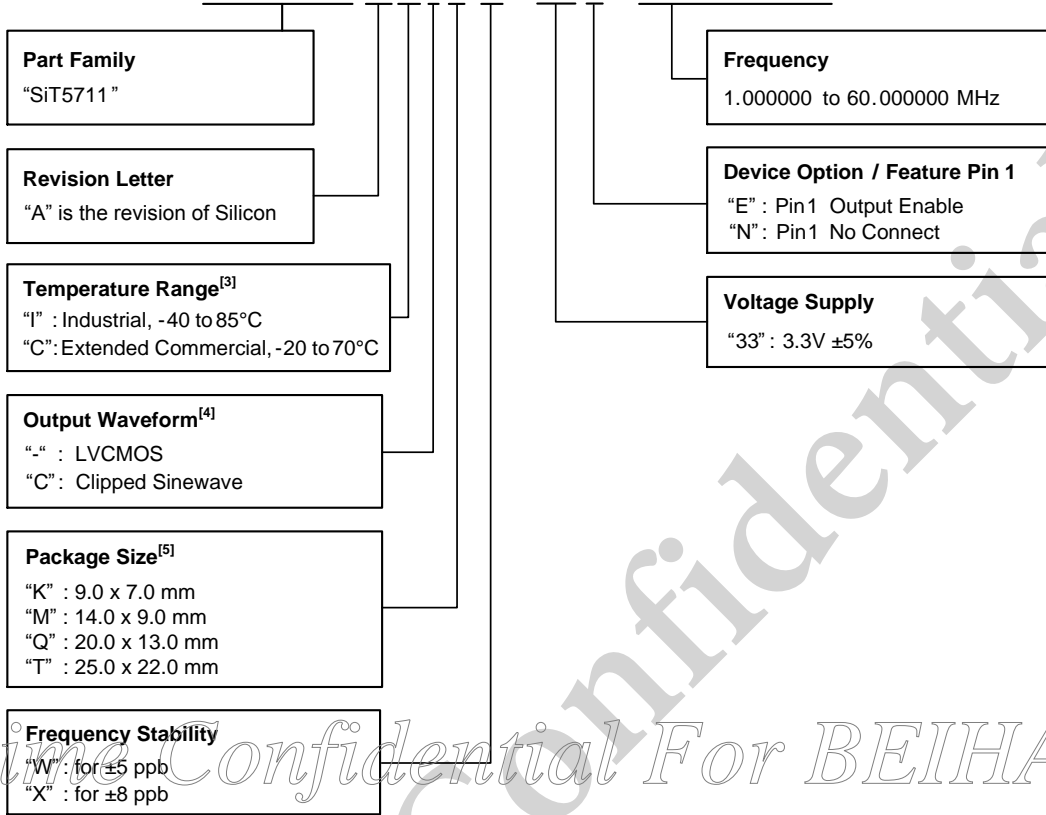 Part Family
“SiT5711”
Revision Letter
“A” is the revision of Silicon
Temperature Range[3]
“I” : Industrial, -40 to 85°C
“C”: Extended Commercial, -20 to 70°C
Output Waveform[4]
“-“ : LVCMOS
“C”: Clipped Sinewave
Package Size[5]
“K” : 9.0 x 7.0 mm
“M” : 14.0 x 9.0 mm
“Q” : 20.0 x 13.0 mm
“T” : 25.0 x 22.0 mm
Frequency Stability
“W”: for ±5 ppb
“X” : for ±8 ppb
Frequency
1.000000 to 60.000000 MHz
Device Option / Feature Pin 1
“E” : Pin1 Output Enable
“N”: Pin1 No Connect
Voltage Supply
“33”: 3.3V ±5%
ime Confidential For BEIHA
Confidentia